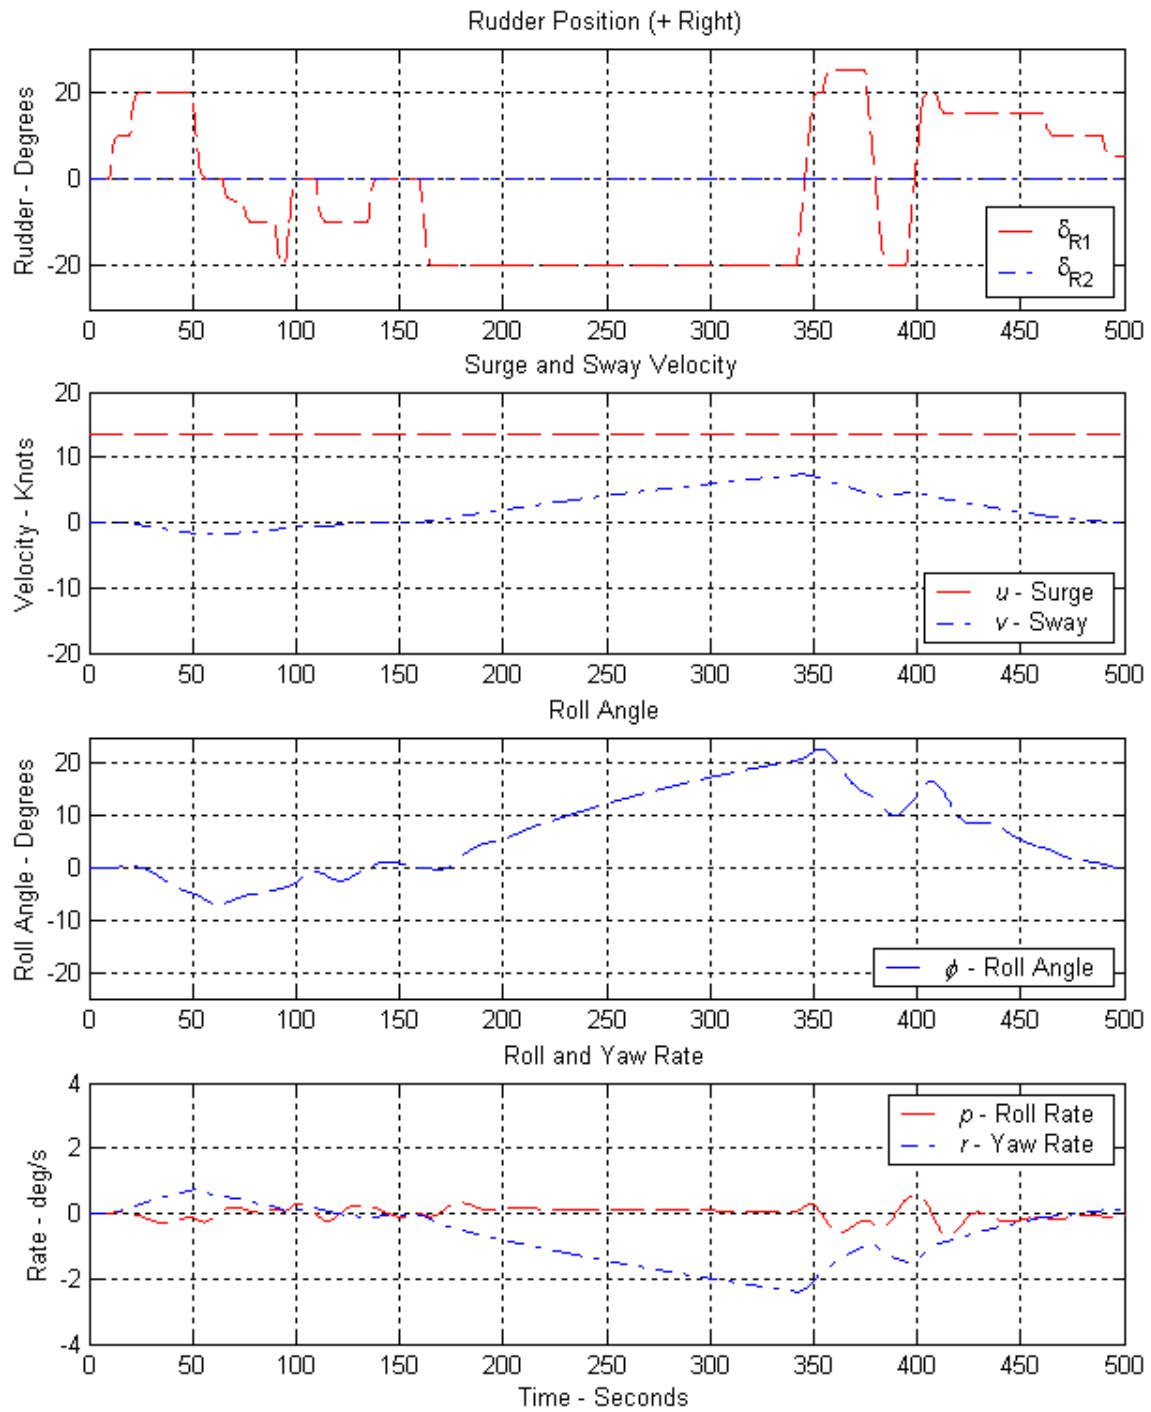 Rudder Position (+ Right)
Rudder - Degrees
20
0
-20
δR1
δR2
0 50 100 150 200 250 300 350 400 450 500
Surge and Sway Velocity
Velocity - Knots
20
10
0
-10
-20
u - Surge
v - Sway
0 50 100 150 200 250 300 350 400 450 500
Roll Angle
Roll Angle - Degrees
20
10
0
-10
-20
ϕ - Roll Angle
0 50 100 150 200 250 300 350 400 450 500
Roll and Yaw Rate
Rate - deg/s
4
2
0
-2
-4
p - Roll Rate
r - Yaw Rate
0 50 100 150 200 250 300 350 400 450 500
Time - Seconds